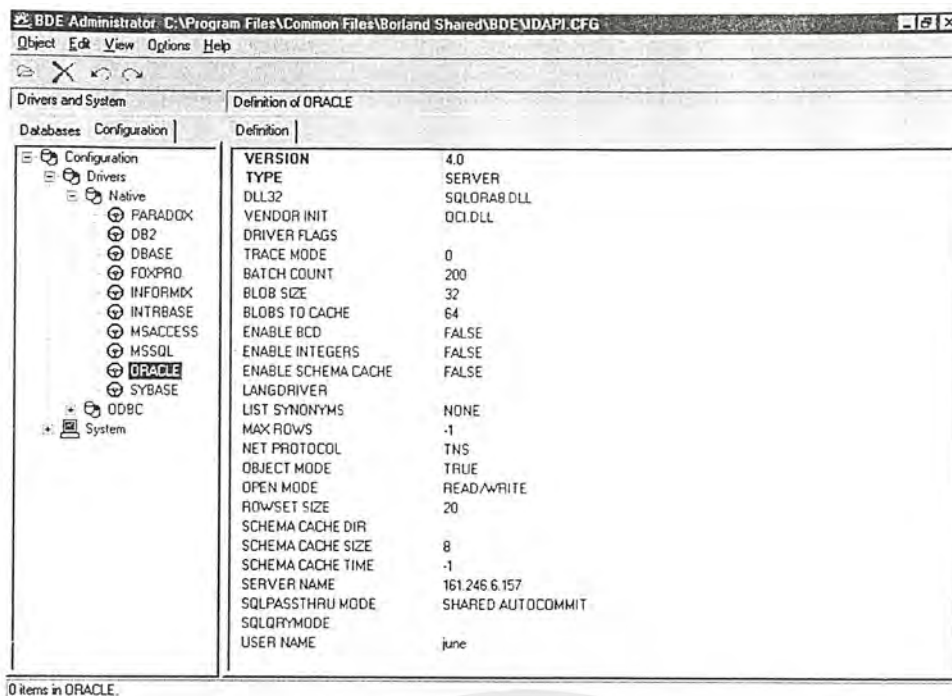 BDE Administrator C:\Program Files\Common Files\Borland Shared\BDE\IDAPI.CFG
Object Edit View Options Help
Drivers and System
Definition of ORACLE
Databases Configuration
Definition
Configuration
Drivers
Native
PARADOX
DB2
DBASE
FOXPRO
INFORMIX
INTRBASE
MSACCESS
MSSQL
ORACLE
SYBASE
ODBC
System
VERSION 4.0
TYPE SERVER
DLL32 SQLORA8.DLL
VENDOR INIT OCI.DLL
DRIVER FLAGS
TRACE MODE 0
BATCH COUNT 200
BLOB SIZE 32
BLOBS TO CACHE 64
ENABLE BCD FALSE
ENABLE INTEGERS FALSE
ENABLE SCHEMA CACHE FALSE
LANGDRIVER
LIST SYNONYMS NONE
MAX ROWS -1
NET PROTOCOL TNS
OBJECT MODE TRUE
OPEN MODE READ/WRITE
ROWSET SIZE 20
SCHEMA CACHE DIR
SCHEMA CACHE SIZE 8
SCHEMA CACHE TIME -1
SERVER NAME 161.246.6.157
SQLPASSTHRU MODE SHARED AUTOCOMMIT
SQLQRYMODE
USER NAME june
0 items in ORACLE.